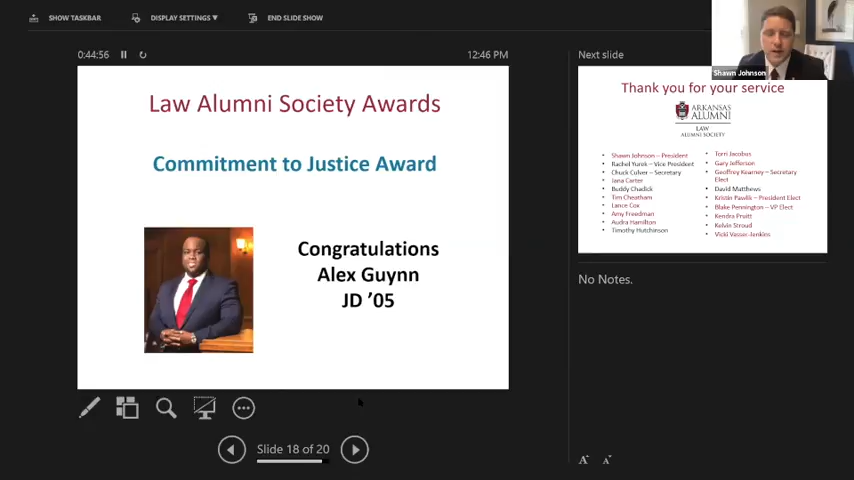 SHOW TASKBAR
DISPLAY SETTINGS ▼
END SLIDE SHOW
0:44:56
12:46 PM
Law Alumni Society Awards
Commitment to Justice Award
Congratulations
Alex Guynn
JD ’05
Slide 18 of 20
Shawn Johnson
Next slide
Thank you for your service
ARKANSAS
ALUMNI
LAW
ALUMNI SOCIETY
• Shawn Johnson – President
• Rachel Yurek – Vice President
• Chuck Culver – Secretary
• Jana Carter
• Buddy Chadick
• Tim Cheatham
• Lance Cox
• Amy Freedman
• Audra Hamilton
• Timothy Hutchinson
• Torri Jacobus
• Gary Jefferson
• Geoffrey Kearney – Secretary
Elect
• David Matthews
• Kristin Pawlik – President Elect
• Blake Pennington – VP Elect
• Kendra Pruitt
• Kelvin Stroud
• Vicki Vasser-Jenkins
No Notes.
A A